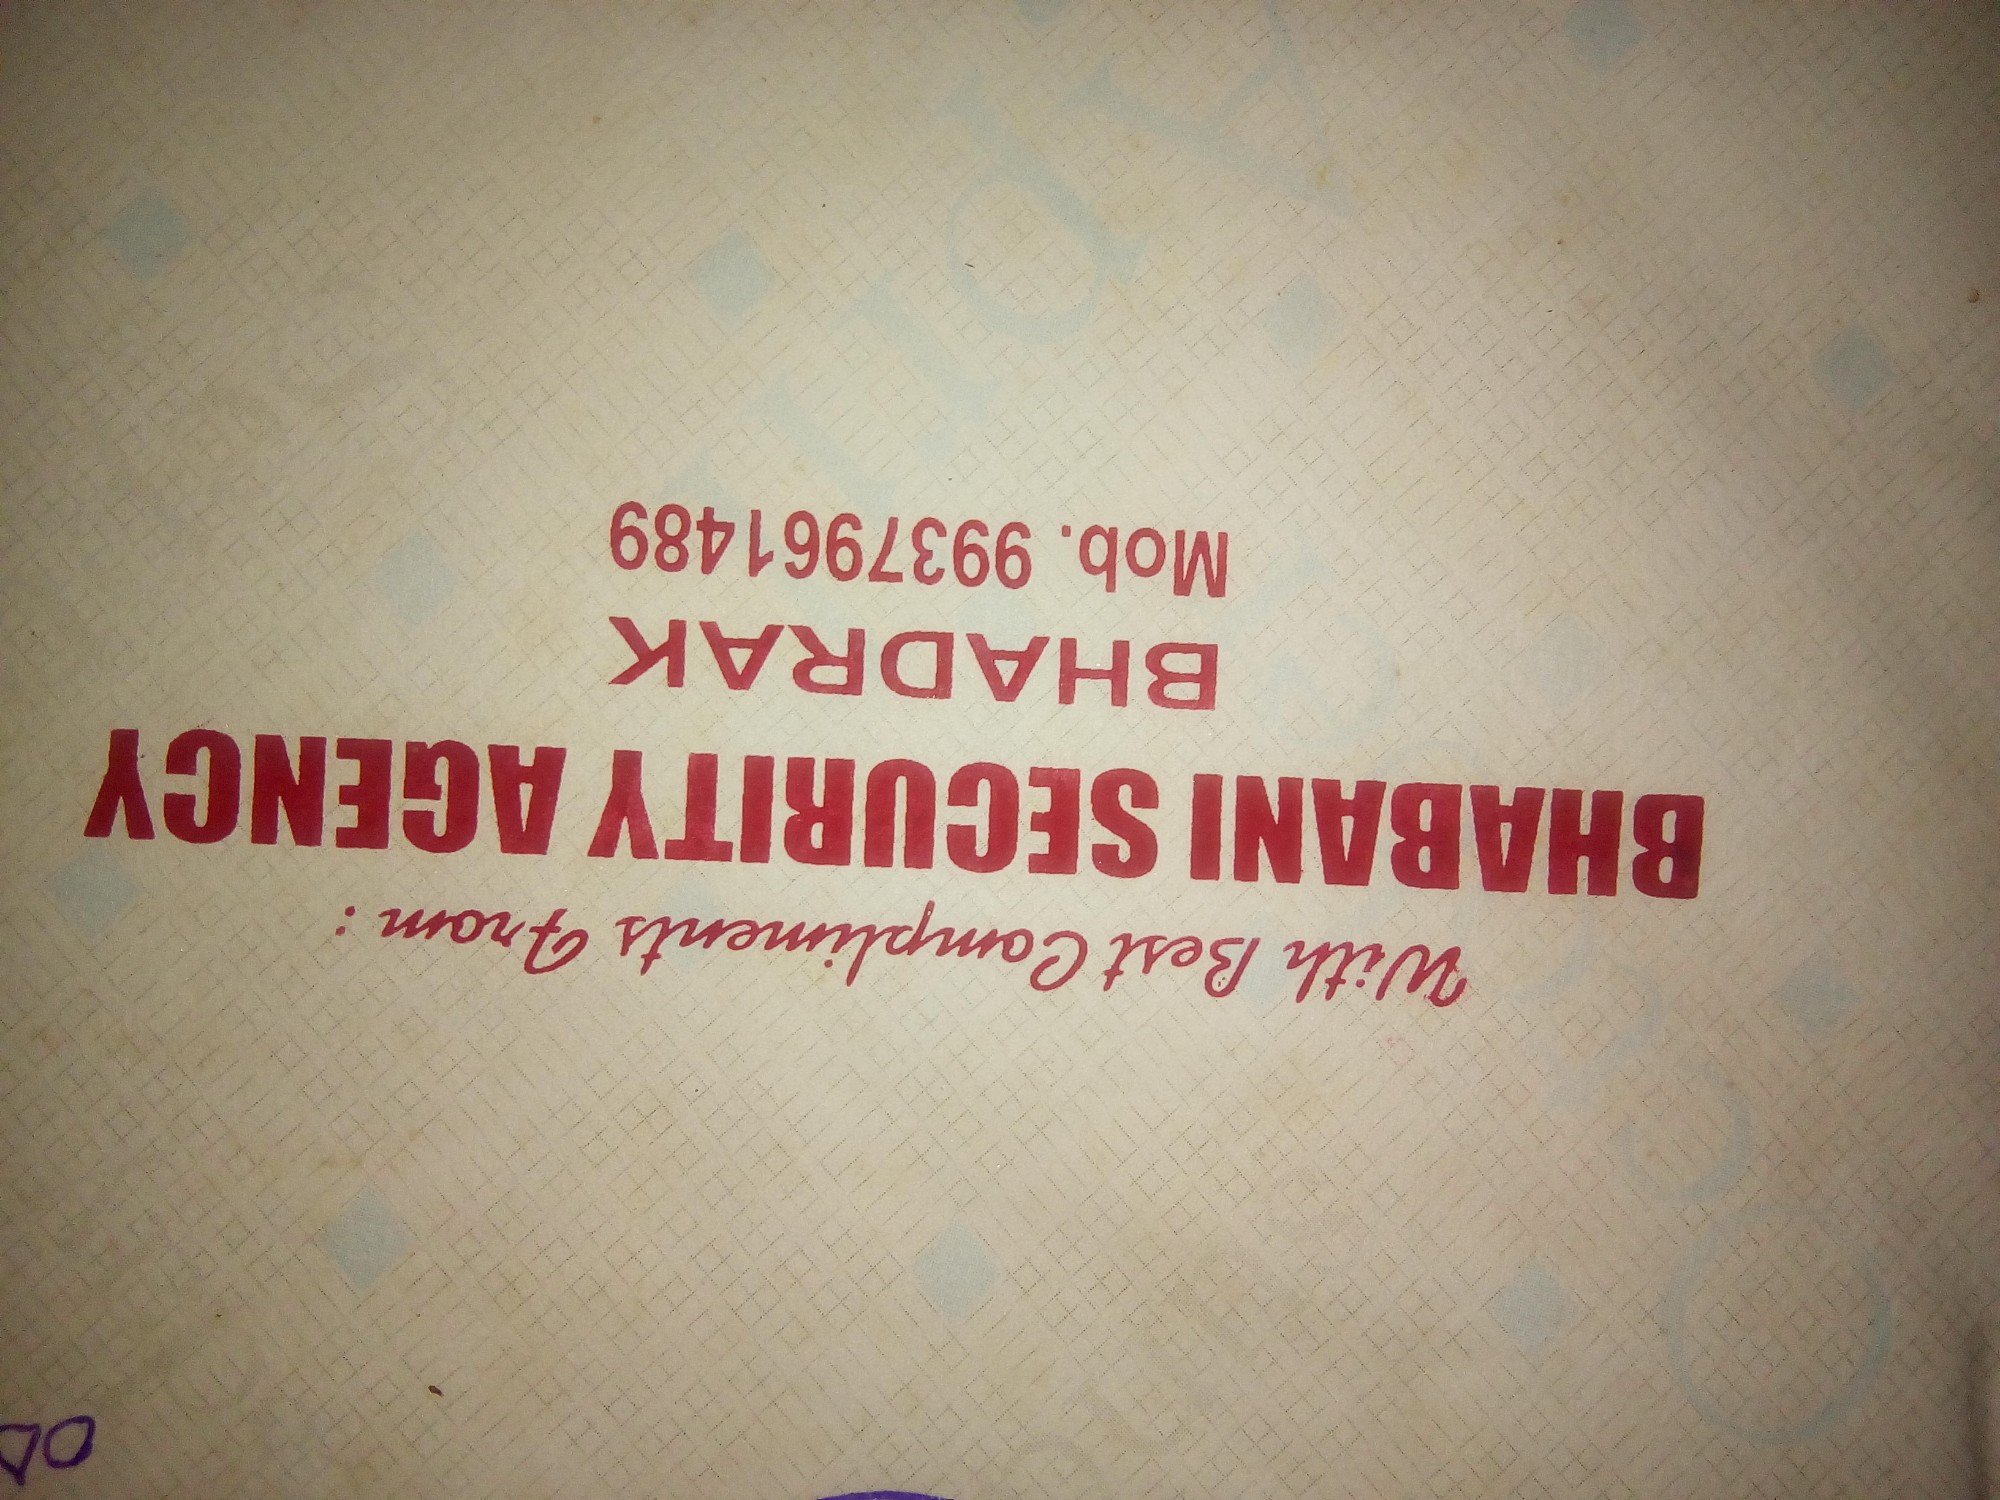 With Best Compliments From :
BHABANI SECURITY AGENCY
BHADRAK
Mob. 9937961489